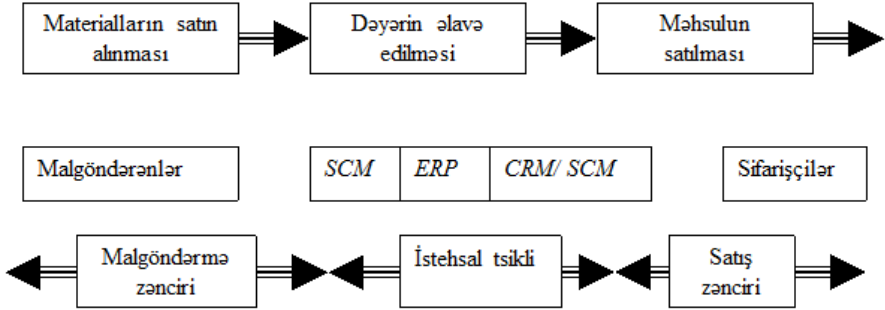 Materialların satın
alınması
Dəyərin əlavə
edilməsi
Məhsulun
satılması
Malgöndərənlər
SCM
ERP
CRM/ SCM
Sifarişçilər
Malgöndərmə
zənciri
İstehsal tsikli
Satış
zənciri